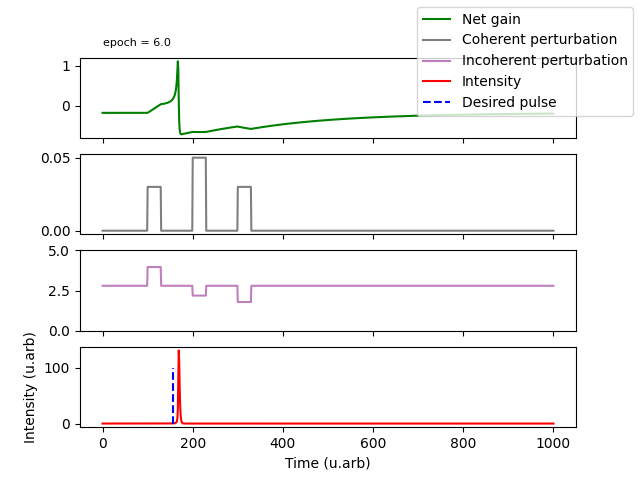 Net gain
Coherent perturbation
Incoherent perturbation
Intensity
Desired pulse
epoch = 6.0
1
0
0.05
0.00
5.0
2.5
0.0
Intensity (u.arb)
100
0
0 200 400 600 800 1000
Time (u.arb)